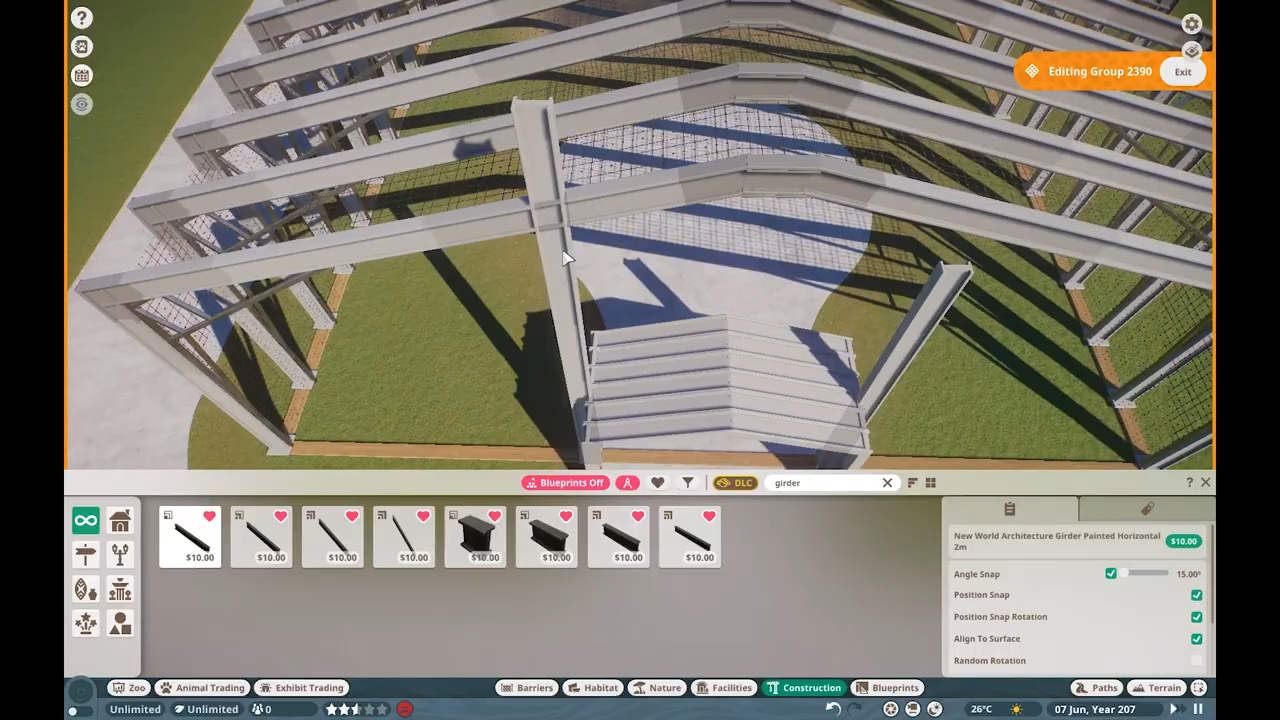 ?
Editing Group 2390
Exit
Blueprints Off
DLC
girder
?
$10.00
$10.00
$10.00
$10.00
$10.00
$10.00
$10.00
$10.00
New World Architecture Girder Painted Horizontal
2m
$10.00
Angle Snap
15.00°
Position Snap
Position Snap Rotation
Align To Surface
Random Rotation
Zoo
Animal Trading
Exhibit Trading
Barriers
Habitat
Nature
Facilities
Construction
Blueprints
Paths
Terrain
Unlimited
Unlimited
0
26°C
07 Jun, Year 207